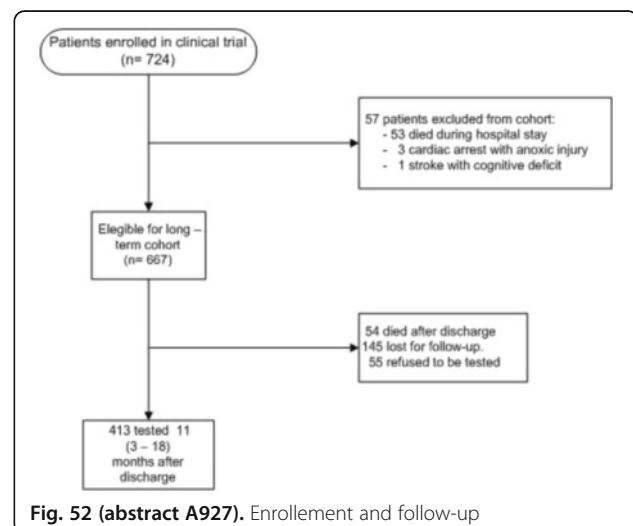 Patients enrolled in clinical trial
(n= 724)
57 patients excluded from cohort:
- 53 died during hospital stay
- 3 cardiac arrest with anoxic injury
- 1 stroke with cognitive deficit
Elegible for long –
term cohort
(n= 667)
54 died after discharge
145 lost for follow-up.
55 refused to be tested
413 tested 11
(3 – 18)
months after
discharge
Fig. 52 (abstract A927). Enrollement and follow-up